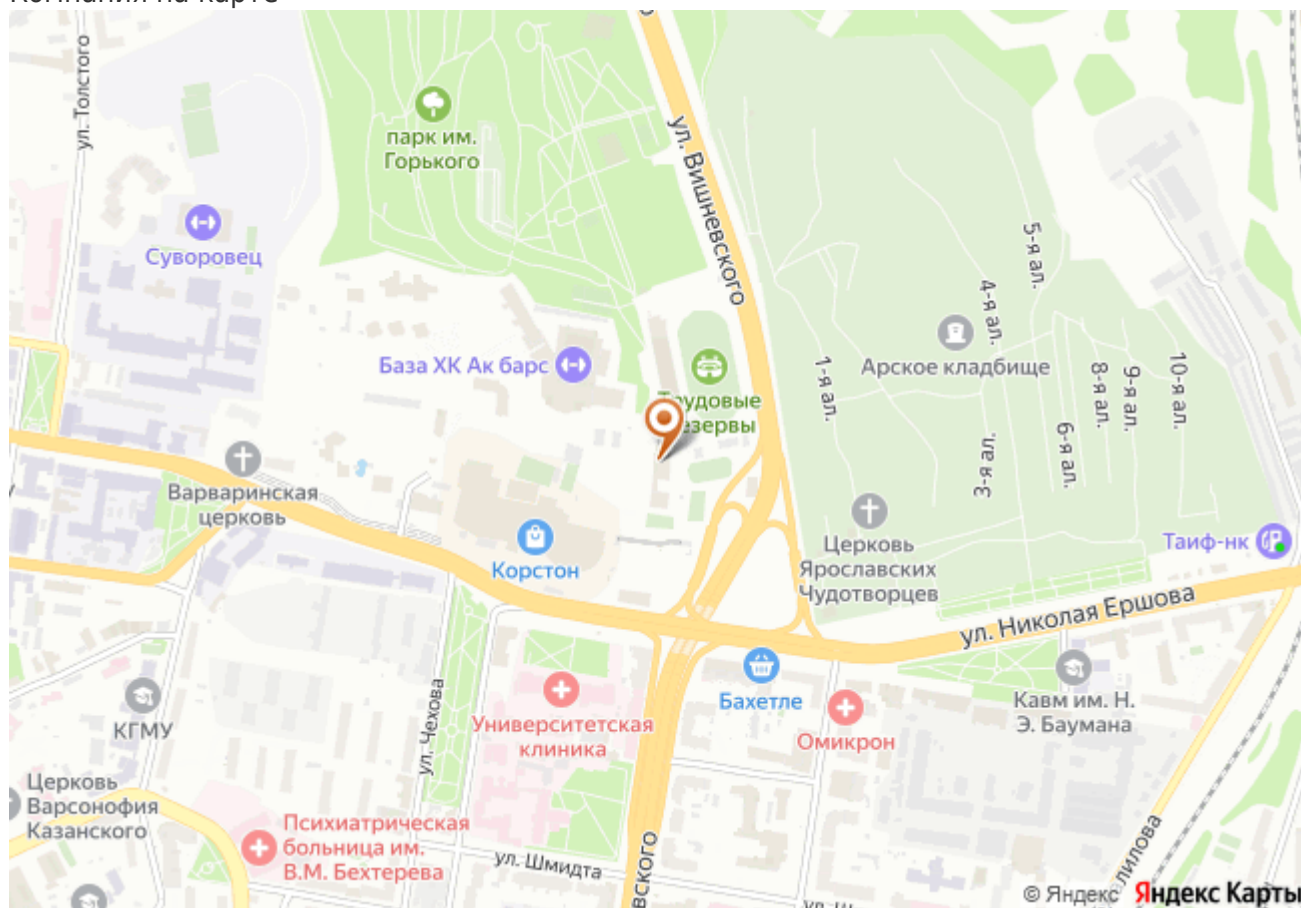 Компания на карте
ул. Толстого
парк им.
Горького
ул. Вишневского
Суворовец
5-я ал.
4-я ал.
База ХК Ак барс
Арское кладбище
1-я ал.
8-я ал.
9-я ал.
10-я ал.
Трудовые
резервы
6-я ал.
3-я ал.
Варваринская
церковь
Корстон
Церковь
Ярославских
Чудотворцев
Таиф-нк
ул. Николая Ершова
Бахетле
Кавм им. Н.
Э. Баумана
КГМУ
ул. Чехова
Университетская
клиника
Омикрон
Церковь
Варсонофия
Казанского
Психиатрическая
больница им.
В.М. Бехтерева
ул. Шмидта
© Яндекс Яндекс Карты